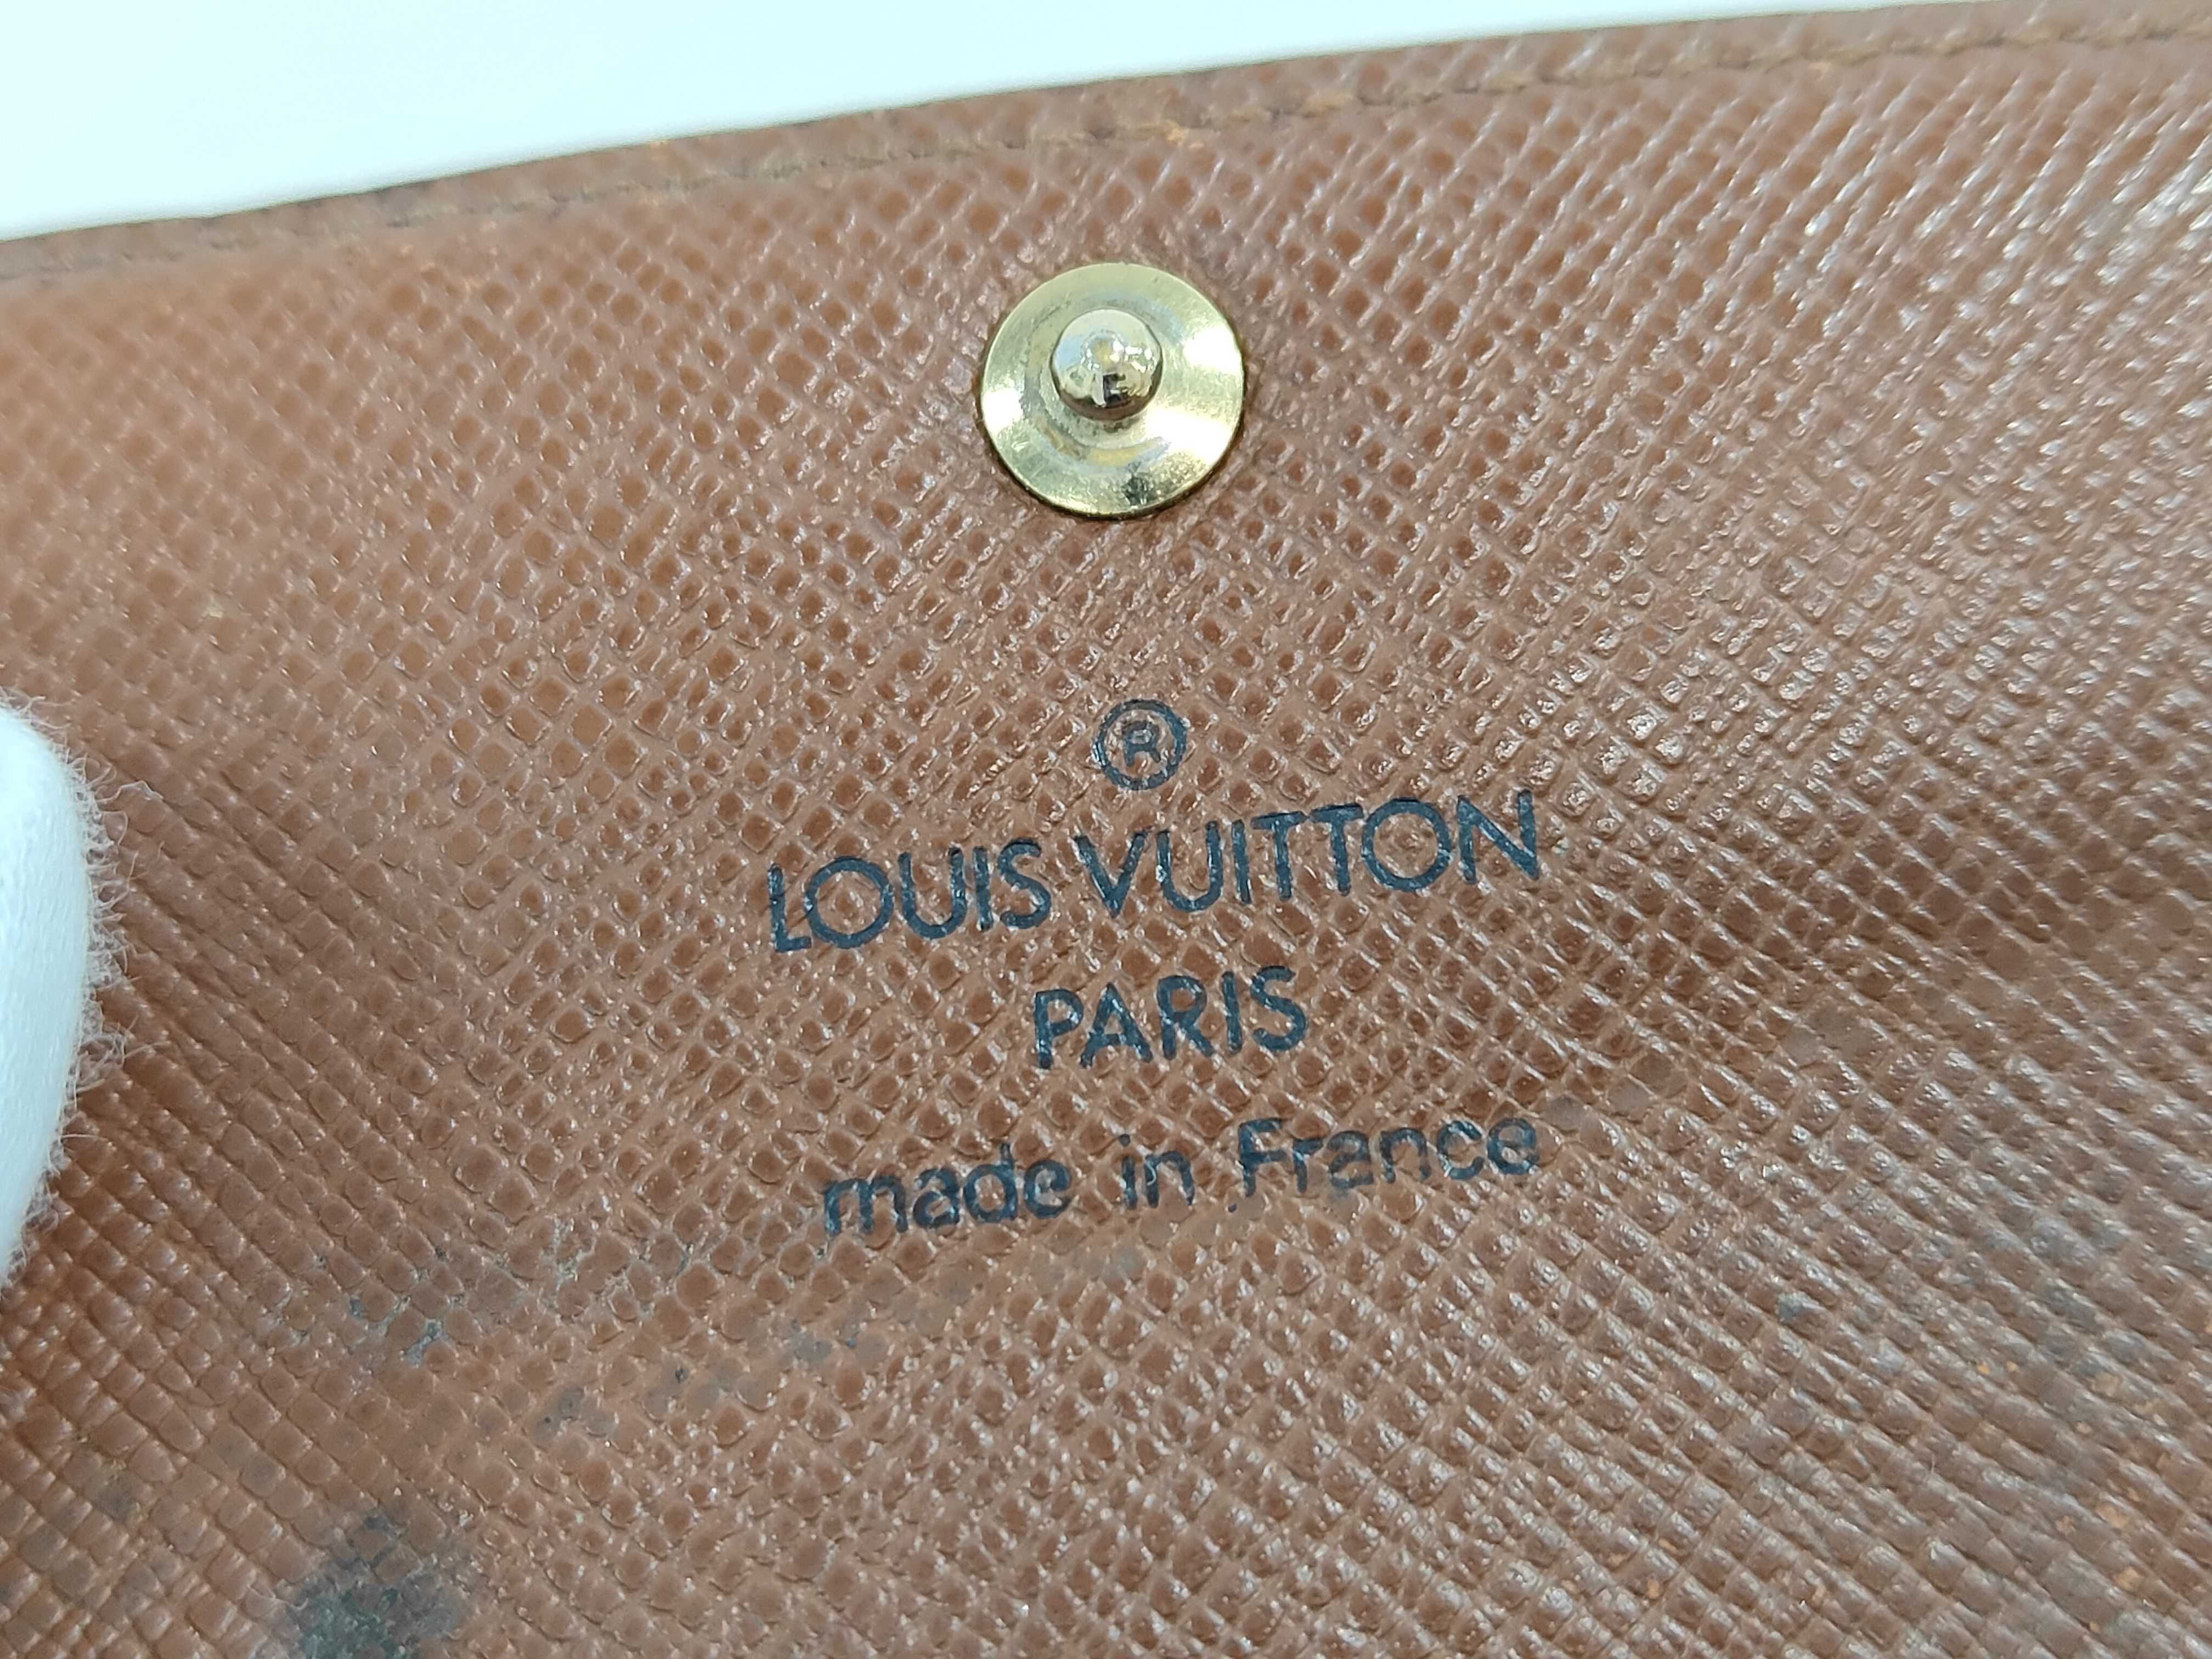 ®
LOUIS VUITTON
PARIS
made in France